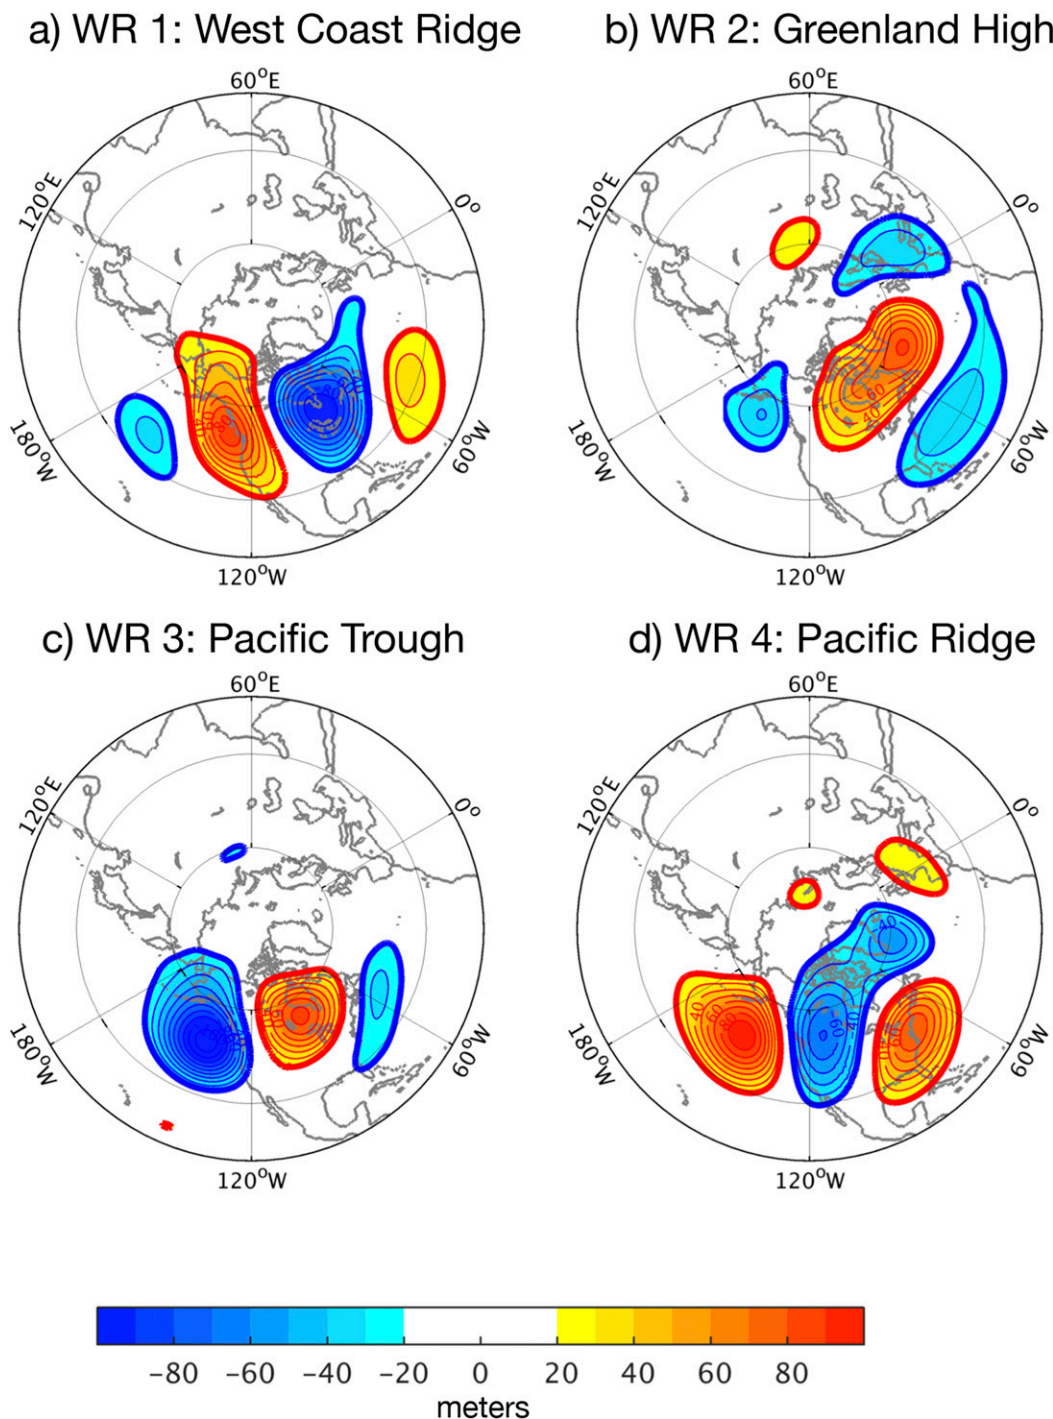 a) WR 1: West Coast Ridge
b) WR 2: Greenland High
60°E
60°E
120°E
0°
120°E
0°
180°W
60°W
180°W
60°W
120°W
120°W
c) WR 3: Pacific Trough
d) WR 4: Pacific Ridge
60°E
60°E
120°E
0°
120°E
0°
180°W
60°W
180°W
60°W
120°W
120°W
-80 -60 -40 -20 0 20 40 60 80
meters